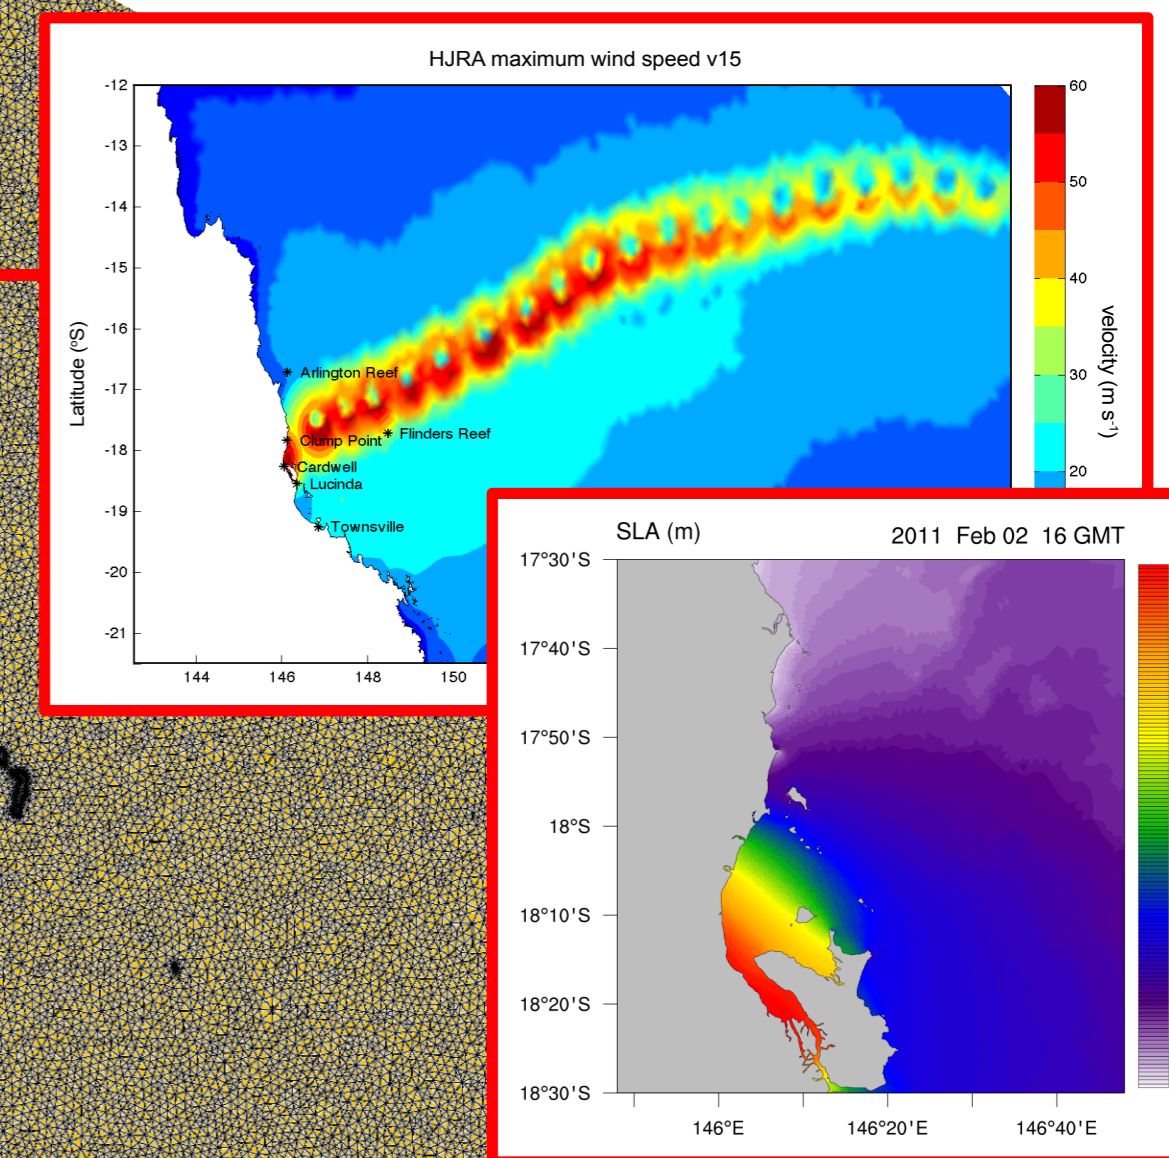 HJRA maximum wind speed v15
-12
-13
-14
-15
-16
-17
-18
-19
-20
-21
Latitude (ºS)
144
146
148
150
Arlington Reef
Clump Point
Flinders Reef
Cardwell
Lucinda
Townsville
60
50
40
30
20
velocity (m s⁻¹)
SLA (m)
2011 Feb 02 16 GMT
17°30'S
17°40'S
17°50'S
18°S
18°10'S
18°20'S
18°30'S
146°E
146°20'E
146°40'E